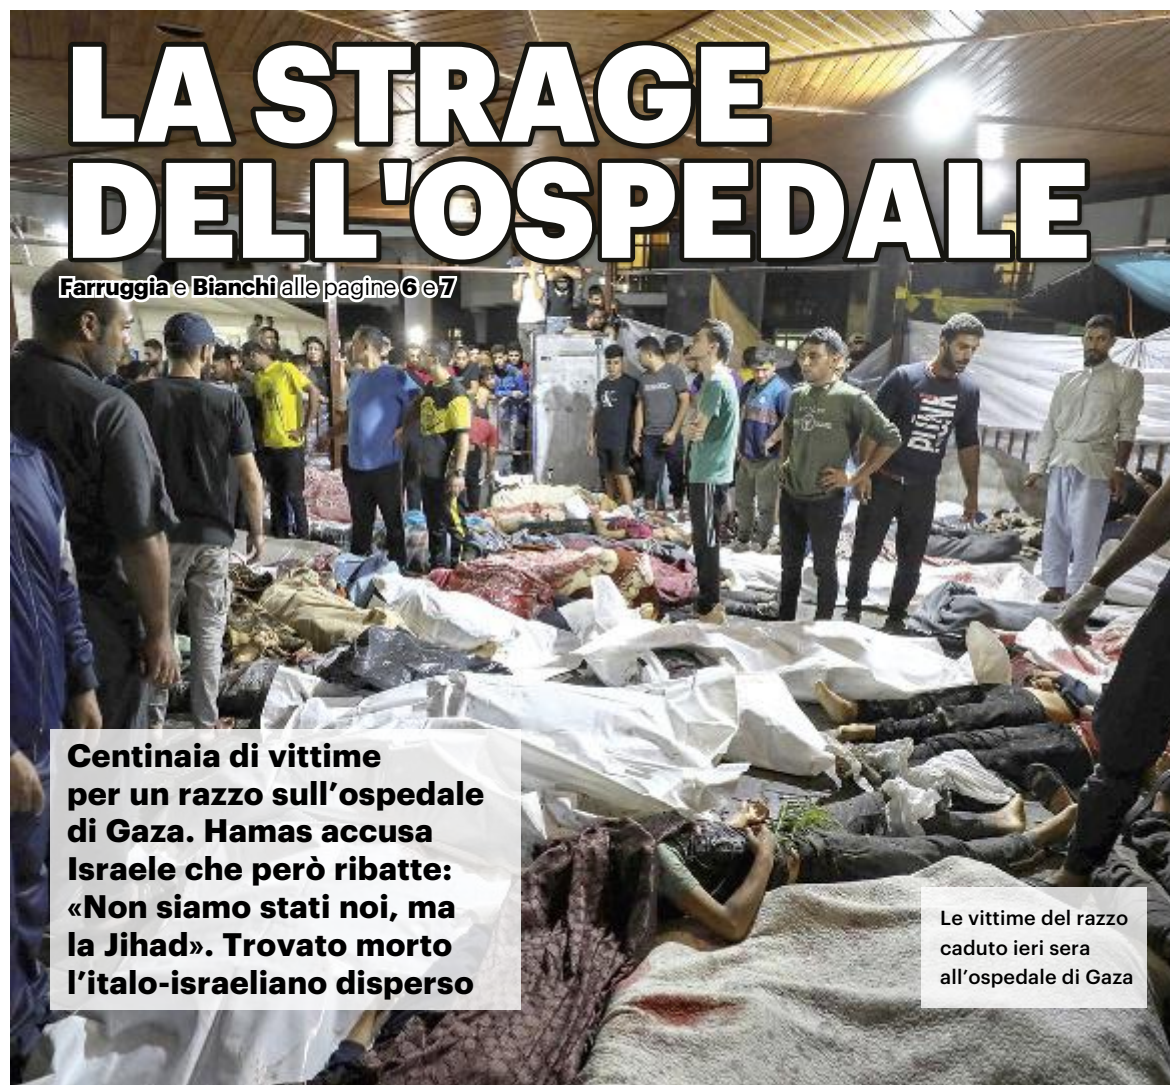 LA STRAGE
DELL'OSPEDALE
Farruggia e Bianchi alle pagine 6 e 7
PUNK
Centinaia di vittime
per un razzo sull’ospedale
di Gaza. Hamas accusa
Israele che però ribatte:
«Non siamo stati noi, ma
la Jihad». Trovato morto
l’italo-israeliano disperso
Le vittime del razzo
caduto ieri sera
all’ospedale di Gaza